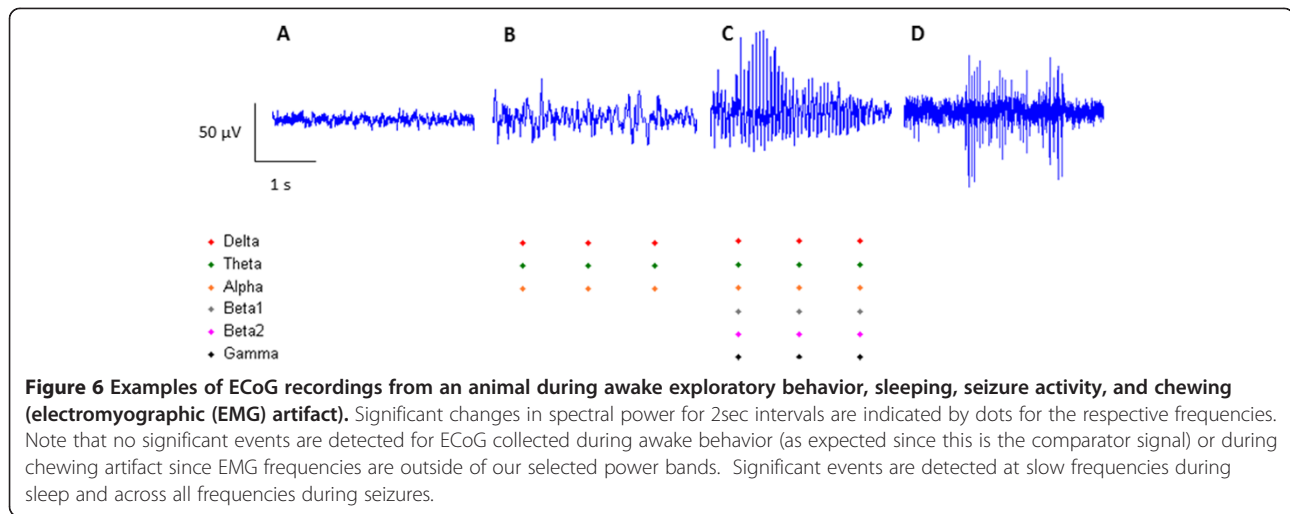 A B C D
50 µV
1 s
Delta
Theta
Alpha
Beta1
Beta2
Gamma
Figure 6 Examples of ECoG recordings from an animal during awake exploratory behavior, sleeping, seizure activity, and chewing
(electromyographic (EMG) artifact). Significant changes in spectral power for 2sec intervals are indicated by dots for the respective frequencies.
Note that no significant events are detected for ECoG collected during awake behavior (as expected since this is the comparator signal) or during
chewing artifact since EMG frequencies are outside of our selected power bands. Significant events are detected at slow frequencies during
sleep and across all frequencies during seizures.